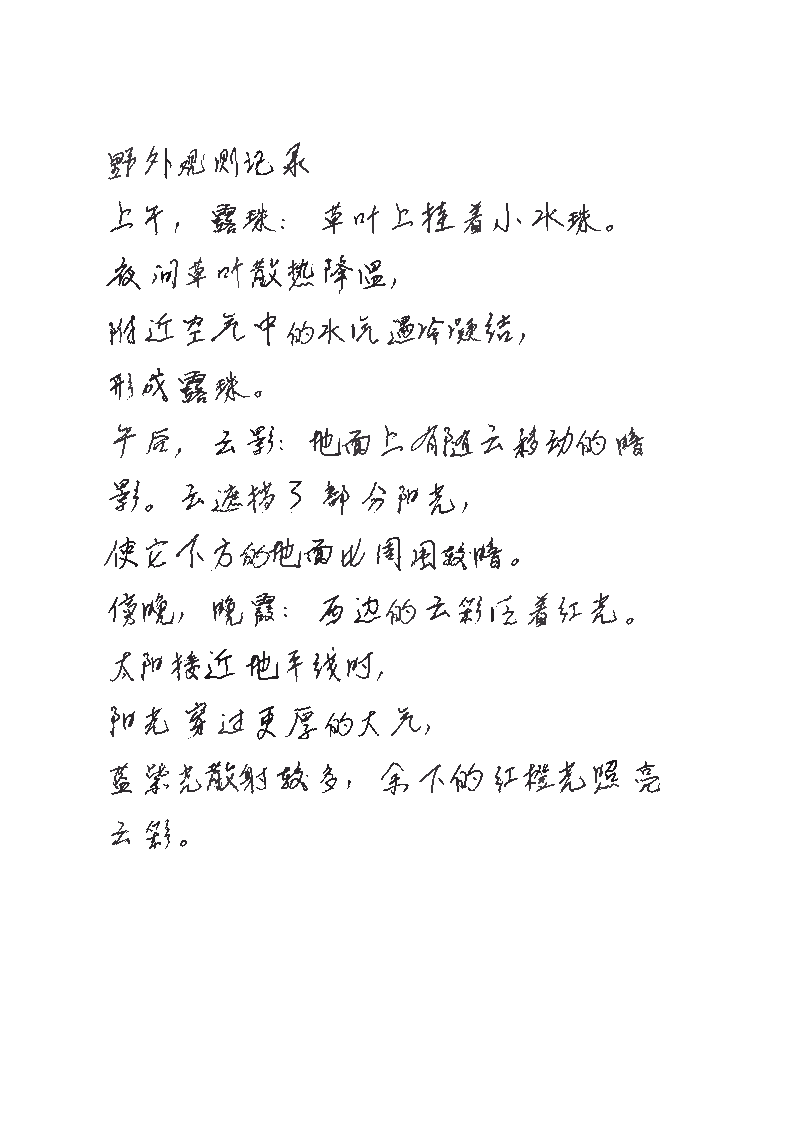 野外观测记录
上午，露珠：草叶上挂着小水珠。
夜间草叶散热降温，
附近空气中的水汽遇冷凝结，
形成露珠。
午后，云影：地面上有随云移动的暗
影。云遮挡了部分阳光，
使它下方的地面比周围较暗。
傍晚，晚霞：西边的云彩泛着红光。
太阳接近地平线时，
阳光穿过更厚的大气，
蓝紫光散射较多，余下的红橙光照亮
云彩。